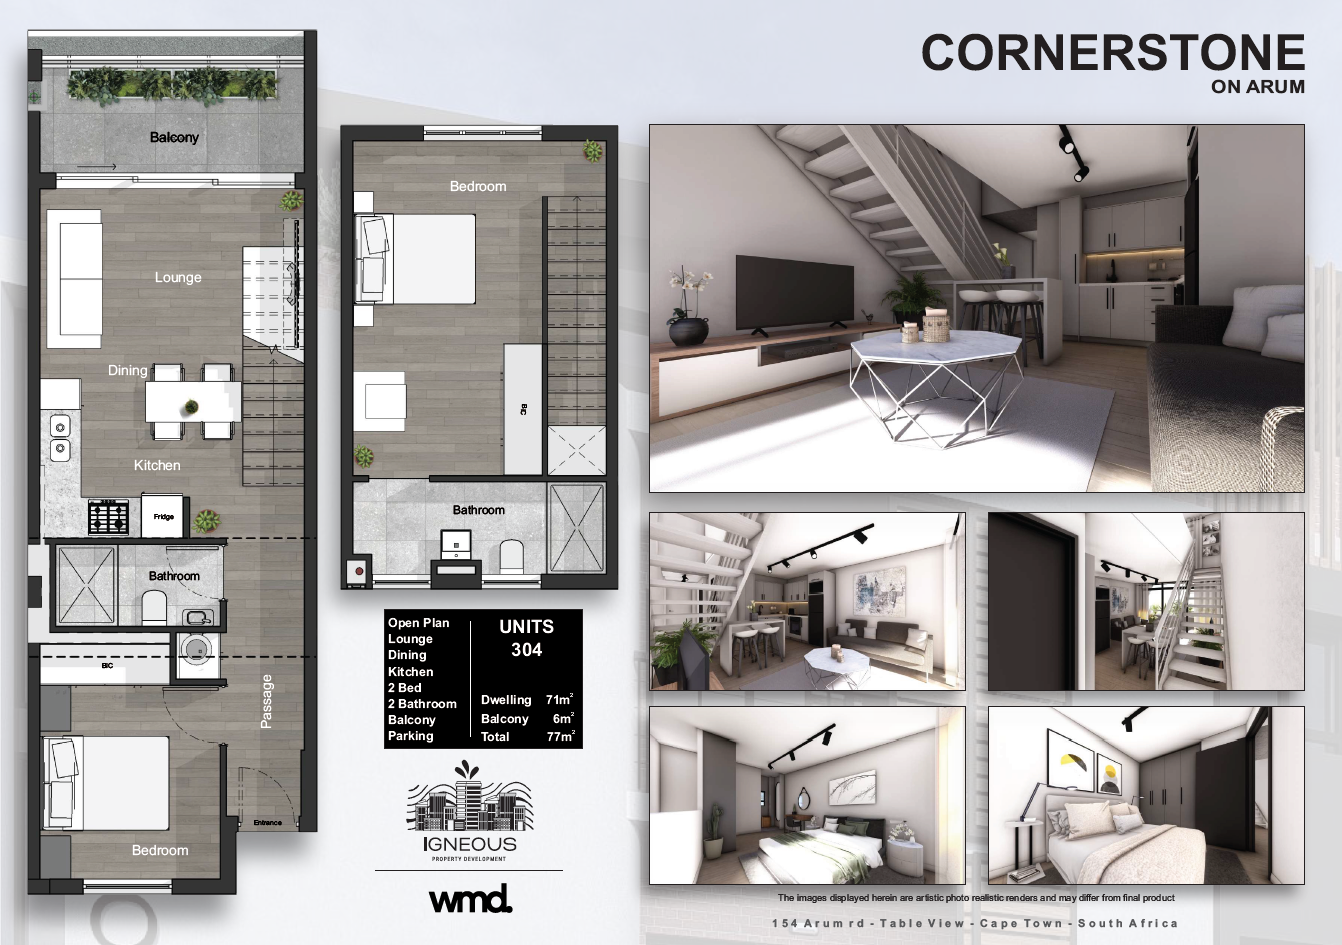 CORNERSTONE
ON ARUM
Balcony
Lounge
Dining
Kitchen
Fridge
Bathroom
BIC
Passage
Bedroom
Entrance
Bedroom
BIC
Bathroom
Open Plan
Lounge
Dining
Kitchen
2 Bed
2 Bathroom
Balcony
Parking
UNITS
304
Dwelling 71m²
Balcony 6m²
Total 77m²
IGNEOUS
PROPERTY DEVELOPMENT
wmd.
The images displayed herein are artistic photo realistic renders and may differ from final product
154 Arum rd - Table View - Cape Town - South Africa